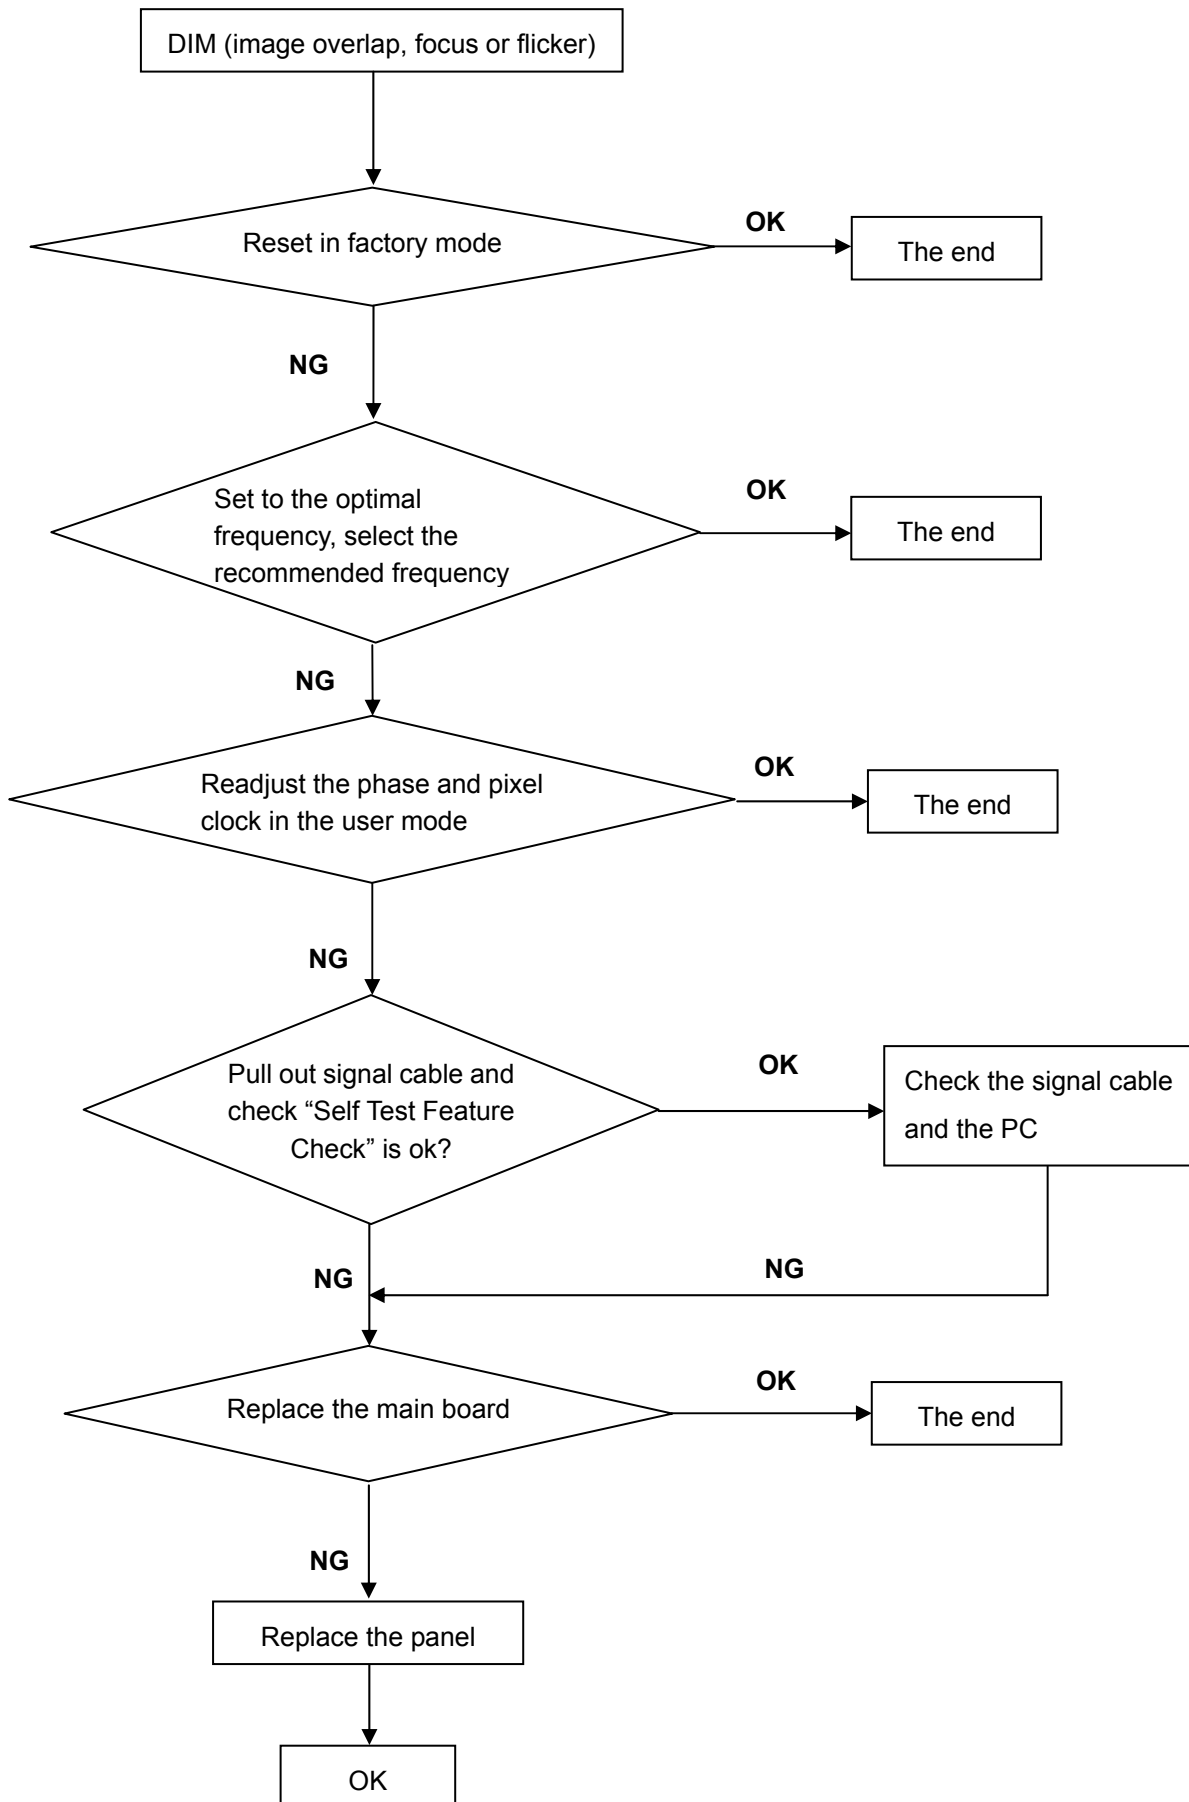 DIM (image overlap, focus or flicker)
OK
Reset in factory mode
The end
NG
OK
Set to the optimal
frequency, select the
recommended frequency
The end
NG
OK
Readjust the phase and pixel
clock in the user mode
The end
NG
OK
Pull out signal cable and
check “Self Test Feature
Check” is ok?
Check the signal cable
and the PC
NG
NG
OK
Replace the main board
The end
NG
Replace the panel
OK